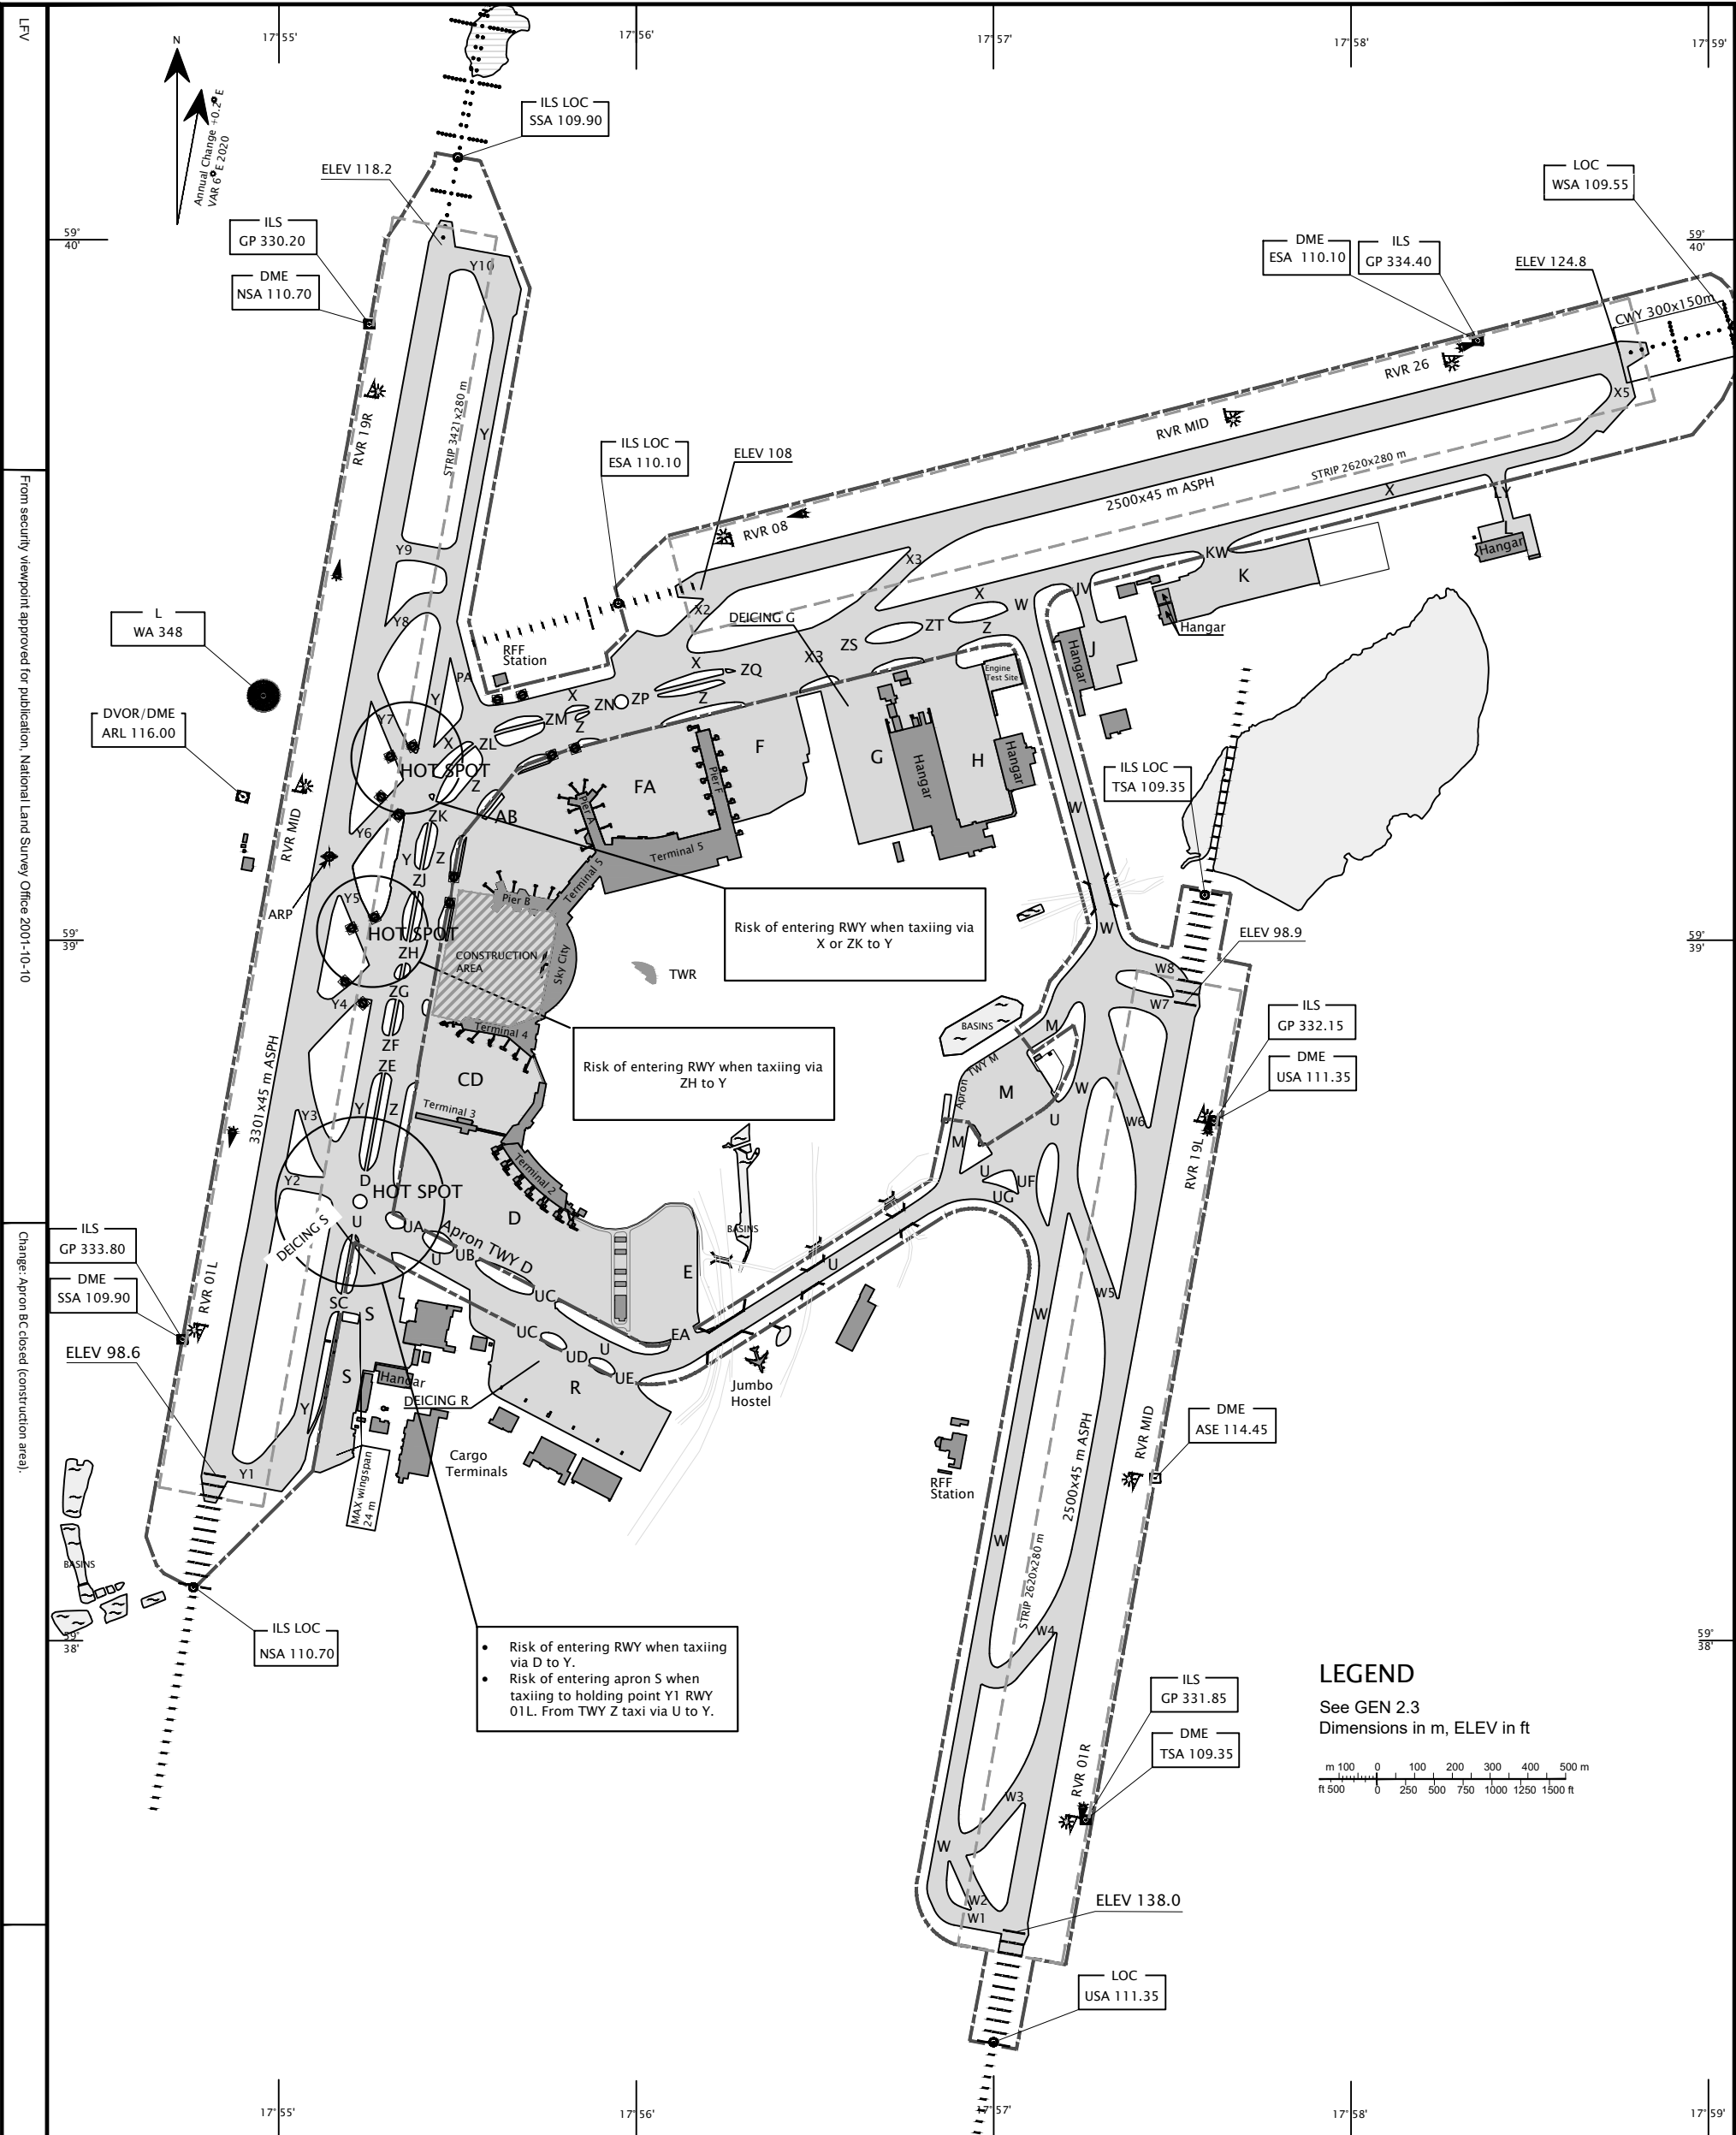 LFV
From security viewpoint approved for publication, National Land Survey Office 2001-10-10
Change: Apron BC closed (construction area).
17°55'
17°56'
17°57'
17°58'
17°59'
N
Annual Change +0.2° E
VAR 6° E 2020
ILS LOC
SSA 109.90
ELEV 118.2
ILS
GP 330.20
DME
NSA 110.70
59°
40'
LOC
WSA 109.55
DME
ESA 110.10
ILS
GP 334.40
ELEV 124.8
59°
40'
CWY 300x150m
Y10
RVR 19R
STRIP 3421x280 m
Y
RVR 26
X5
RVR MID
STRIP 2620x280 m
2500x45 m ASPH
X
LY
L
Hangar
ILS LOC
ESA 110.10
ELEV 108
RVR 08
Y9
Y8
X3
KW
K
JV
J
Hangar
Hangar
L
WA 348
X2
DEICING G
X
W
ZT
Z
ZS
X3
RFF
Station
PA
X
ZQ
Engine
Test Site
DVOR/DME
ARL 116.00
Y
X
ZN
ZP
Z
ZM
Z
Y7
X
ZL
HOT SPOT
Z
FA
F
G
H
Hangar
Hangar
Pier F
Pier A
Terminal 5
Terminal 5
ILS LOC
TSA 109.35
W
RVR MID
Y6
ZK
AB
Y
Z
ZJ
ARP
Y5
HOT SPOT
ZH
Pier B
CONSTRUCTION
AREA
Sky City
TWR
Risk of entering RWY when taxiing via
X or ZK to Y
59°
39'
W
ELEV 98.9
59°
39'
W8
W7
Y4
ZG
ZF
ZE
Terminal 4
CD
Terminal 3
Y
Z
Y3
3301x45 m ASPH
Risk of entering RWY when taxiing via
ZH to Y
BASINS
M
Apron TWY M
M
W
U
W6
M
U
UF
UG
ILS
GP 332.15
DME
USA 111.35
RVR 19L
Y2
D
HOT SPOT
U
DEICING S
UA
U
UB
Apron TWY D
D
Terminal 2
UC
E
BASINS
U
W5
W
ILS
GP 333.80
DME
SSA 109.90
RVR 01L
SC
S
S
Hangar
UC
UD
U
UE
EA
R
DEICING R
Jumbo
Hostel
ELEV 98.6
Y
Y1
MAX wingspan
24 m
Cargo
Terminals
RFF
Station
2500x45 m ASPH
RVR MID
DME
ASE 114.45
W
STRIP 2620x280 m
BASINS
59°
38'
ILS LOC
NSA 110.70
• Risk of entering RWY when taxiing
via D to Y.
• Risk of entering apron S when
taxiing to holding point Y1 RWY
01L. From TWY Z taxi via U to Y.
W4
59°
38'
LEGEND
See GEN 2.3
Dimensions in m, ELEV in ft
m 100 0 100 200 300 400 500 m
ft 500 0 250 500 750 1000 1250 1500 ft
ILS
GP 331.85
DME
TSA 109.35
RVR 01R
W3
W
W2
W1
ELEV 138.0
LOC
USA 111.35
17°55'
17°56'
17°57'
17°58'
17°59'